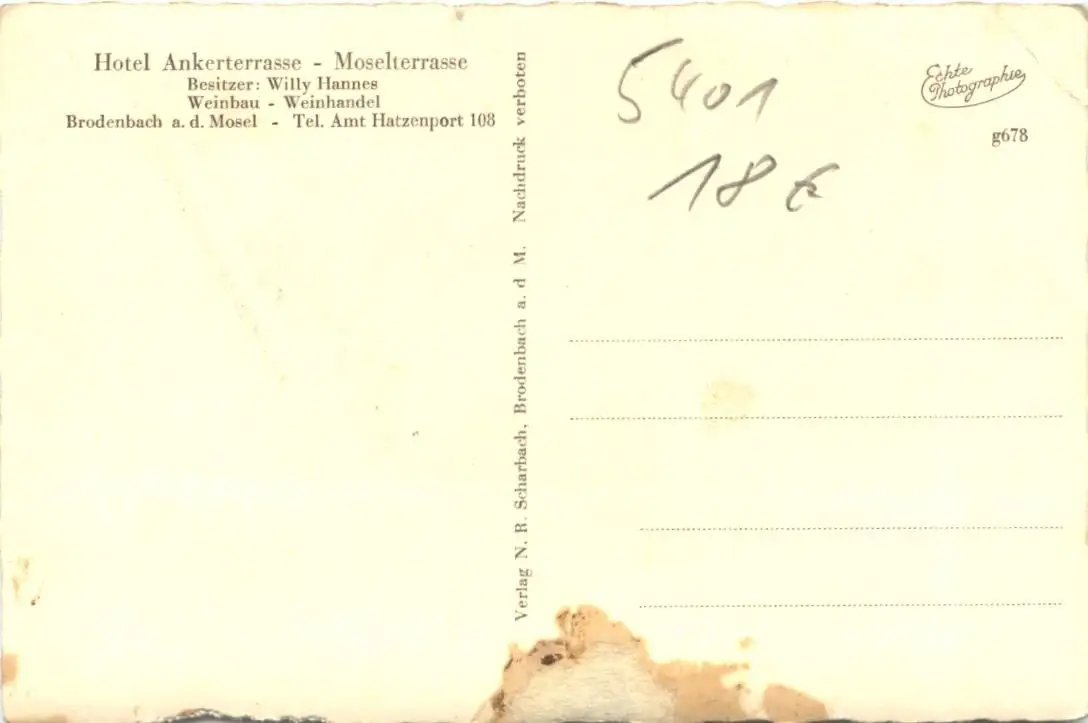 Hotel Ankerterrasse - Moselterrasse
Besitzer: Willy Hannes
Weinbau - Weinhandel
Brodenbach a. d. Mosel - Tel. Amt Hatzenport 108
Verlag N. R. Scharbach, Brodenbach a. d M. Nachdruck verboten
5401
18 €
Echte
Photographie
g678